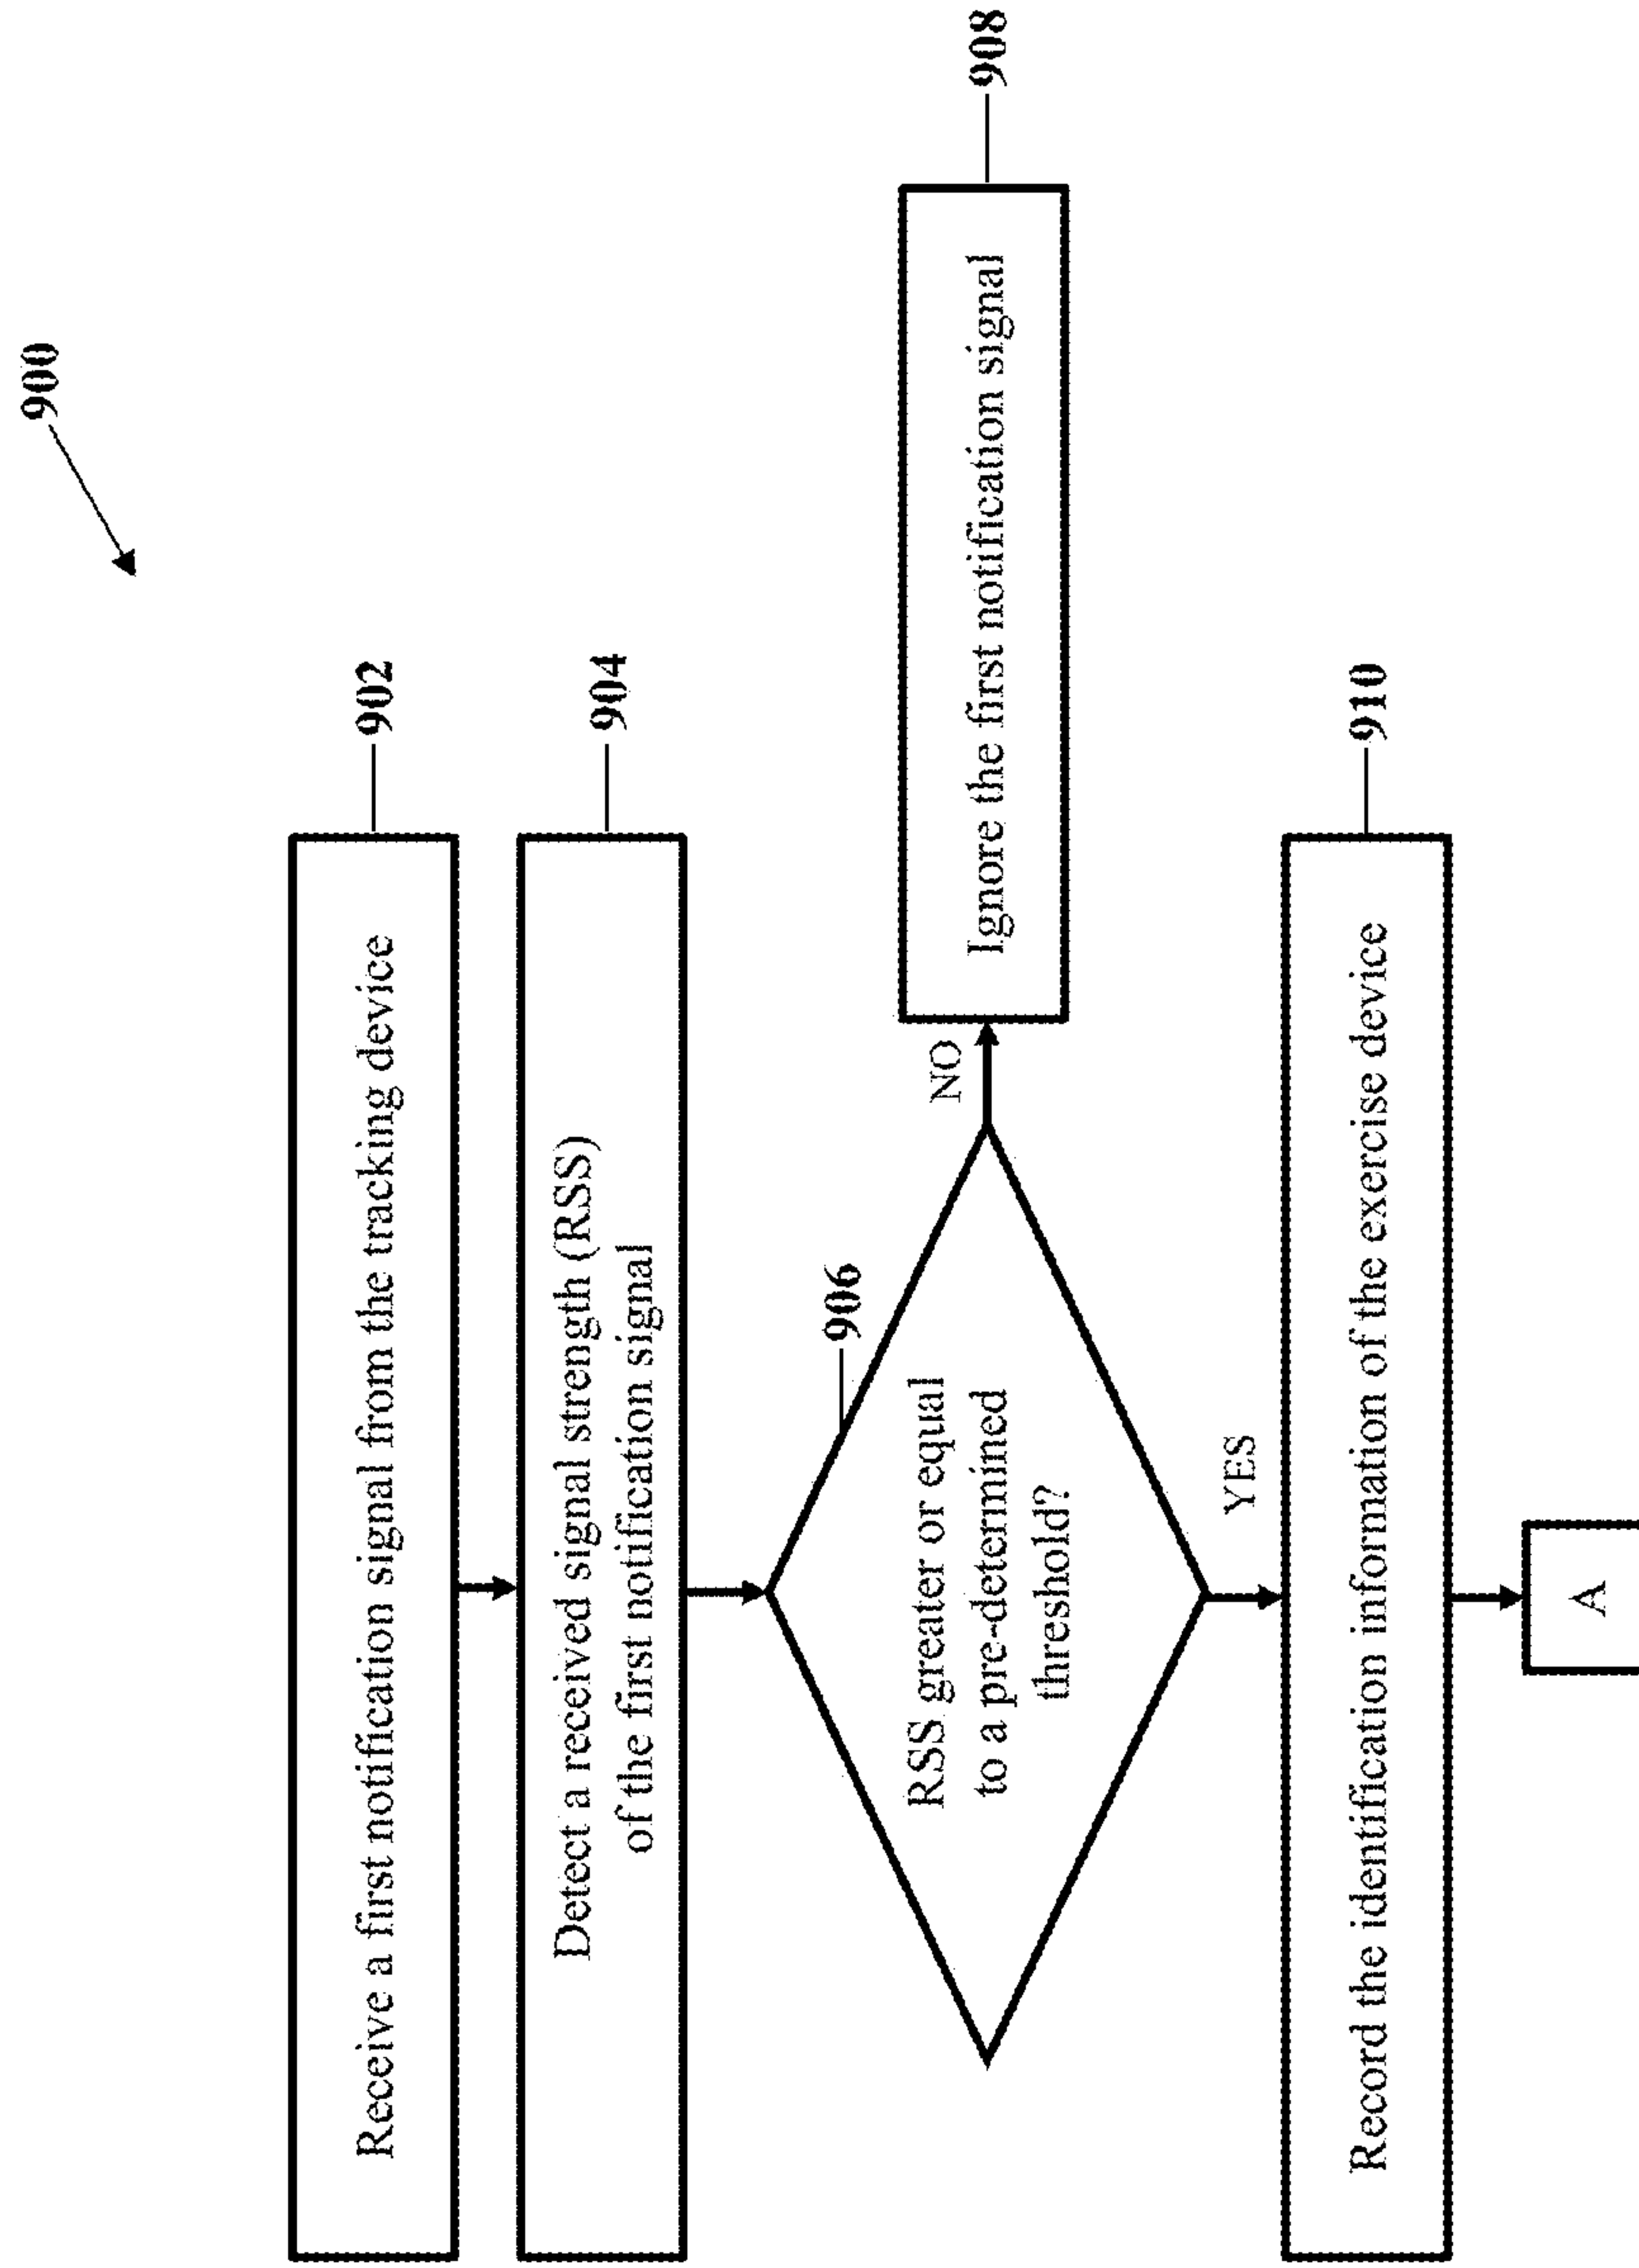 900
Receive a first notification signal from the tracking device
902
Detect a received signal strength (RSS)
of the first notification signal
904
906
RSS greater or equal
to a pre-determined
threshold?
NO
Ignore the first notification signal
908
YES
Record the identification information of the exercise device
910
A